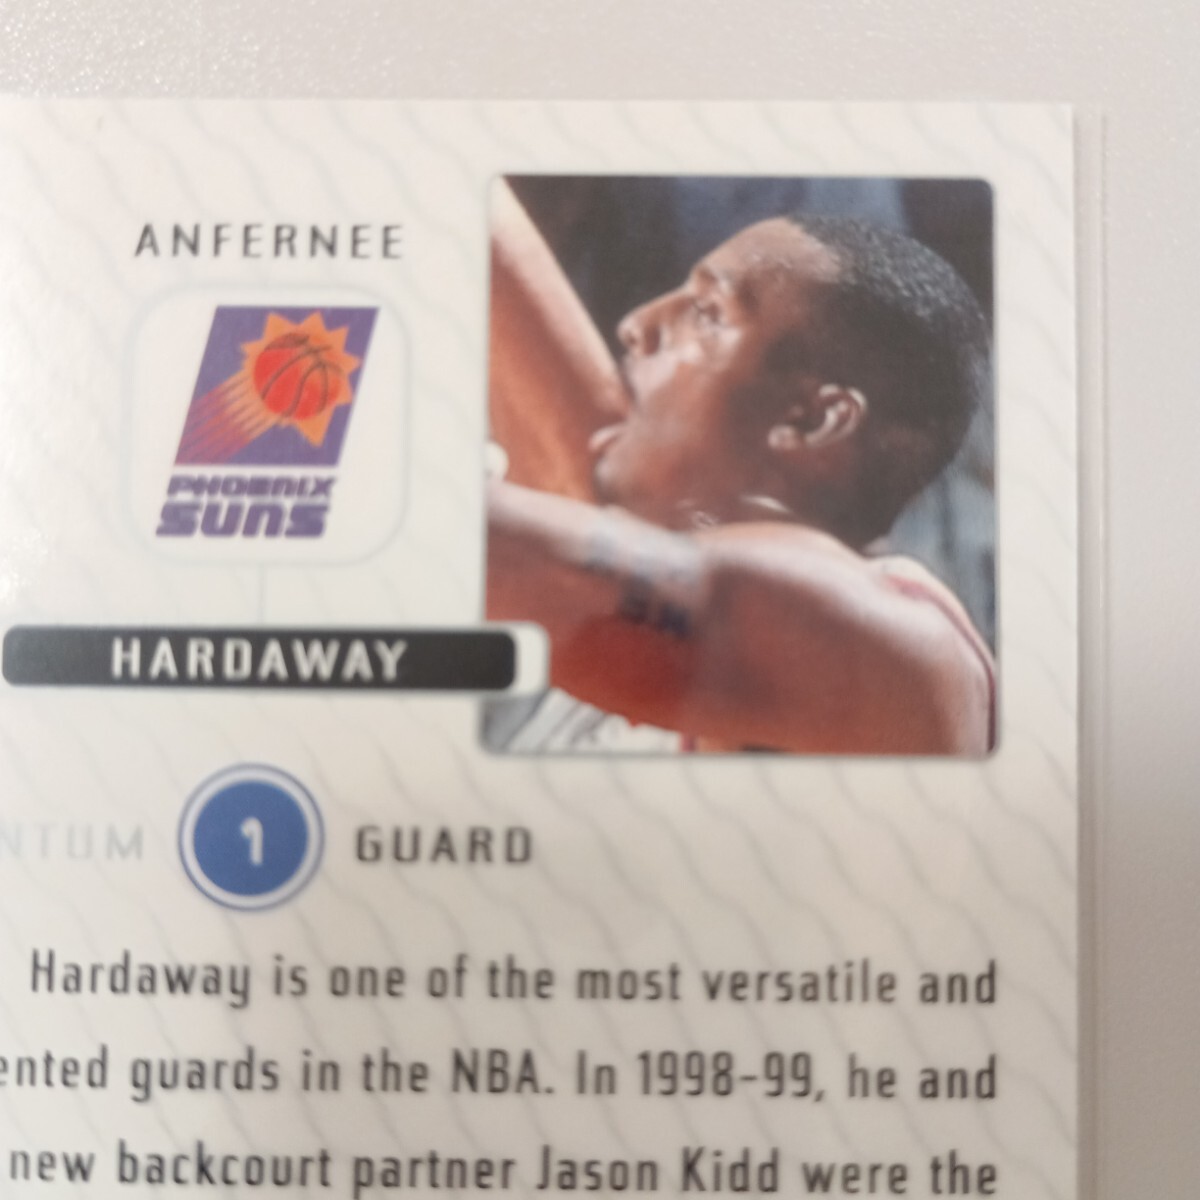 ANFERNEE
PHOENIX
SUNS
HARDAWAY
1 GUARD
Hardaway is one of the most versatile and
guards in the NBA. In 1998-99, he and
new backcourt partner Jason Kidd were the